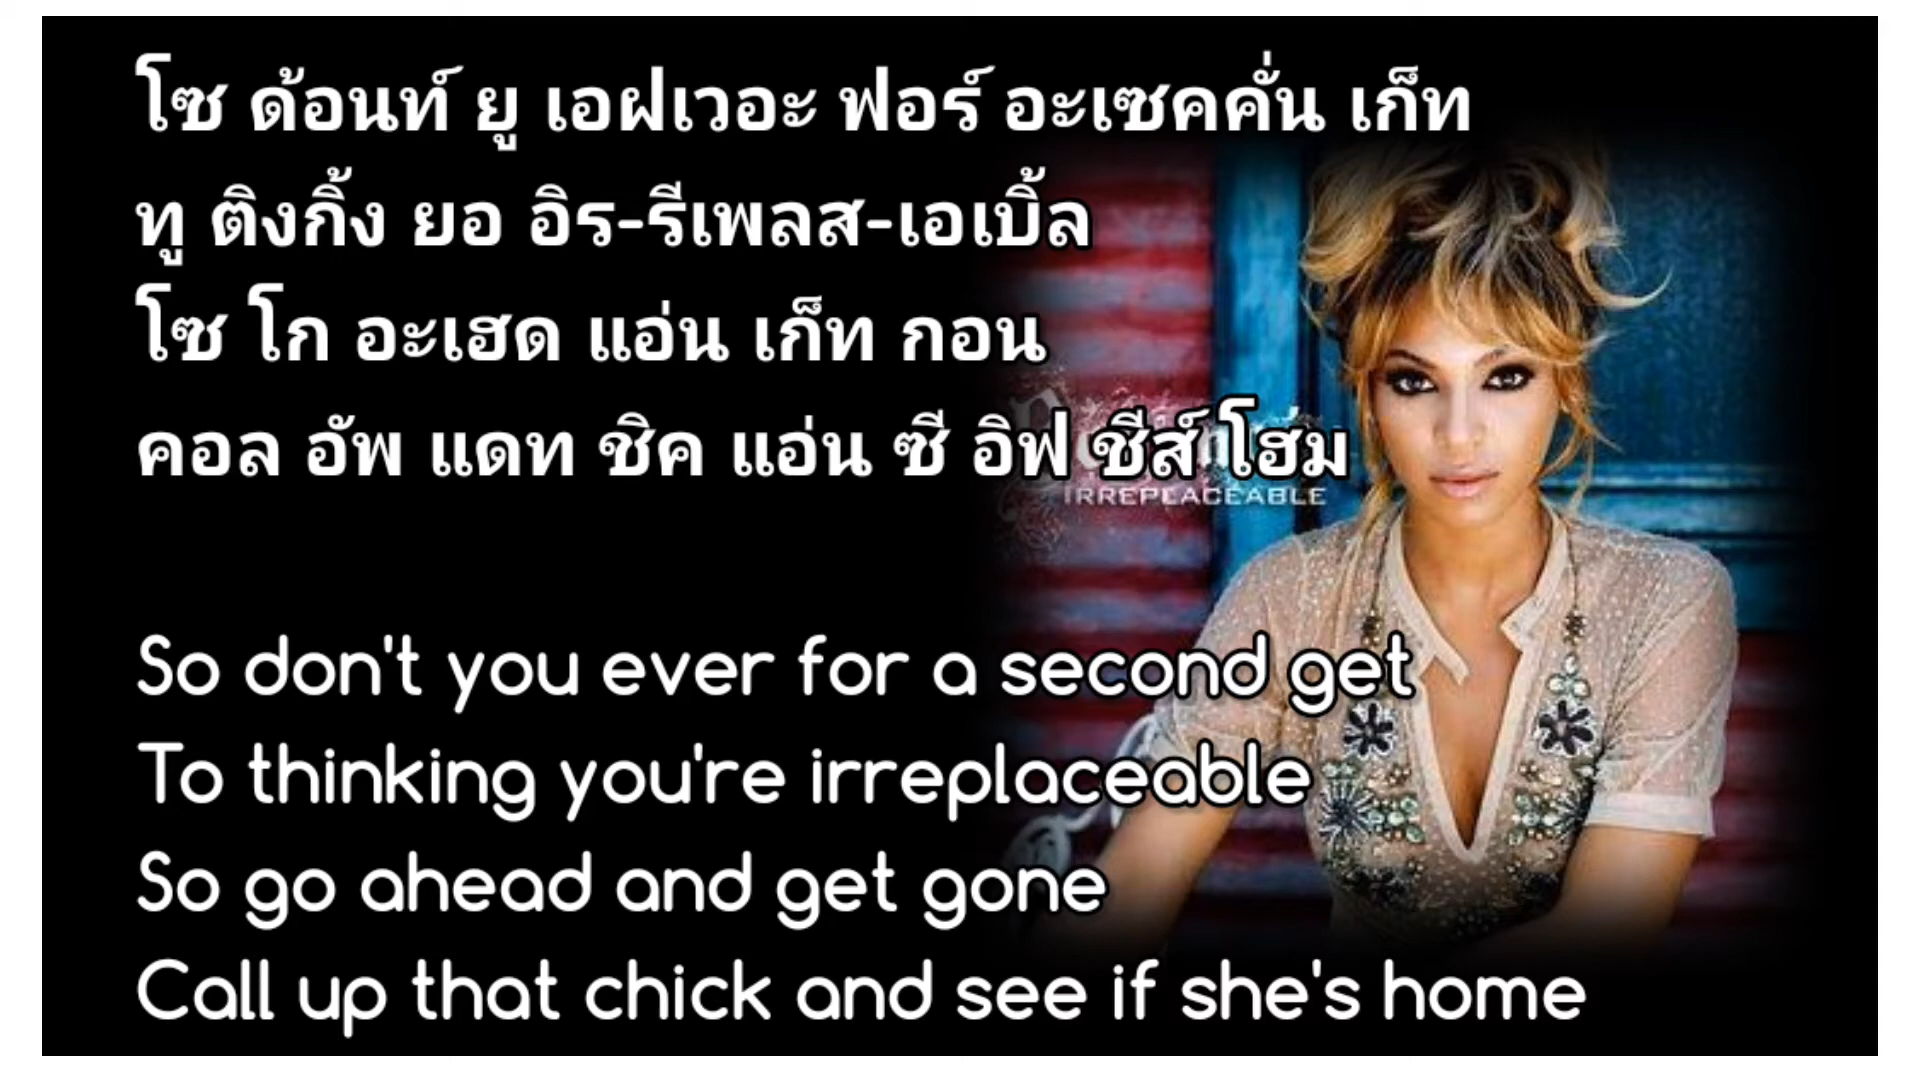 โซ ด้อนท์ ยู เอฝเวอะ ฟอร์ อะเซคคั่น เก็ท
ทู ติงกิ้ง ยอ อิร-รีเพลส-เอเบิ้ล
โซ โก อะเฮด แอ่น เก็ท กอน
คอล อัพ แดท ชิค แอ่น ซี อิฟ ชีส์ โฮ่ม
IRREPLACEABLE
So don't you ever for a second get
To thinking you're irreplaceable
So go ahead and get gone
Call up that chick and see if she's home